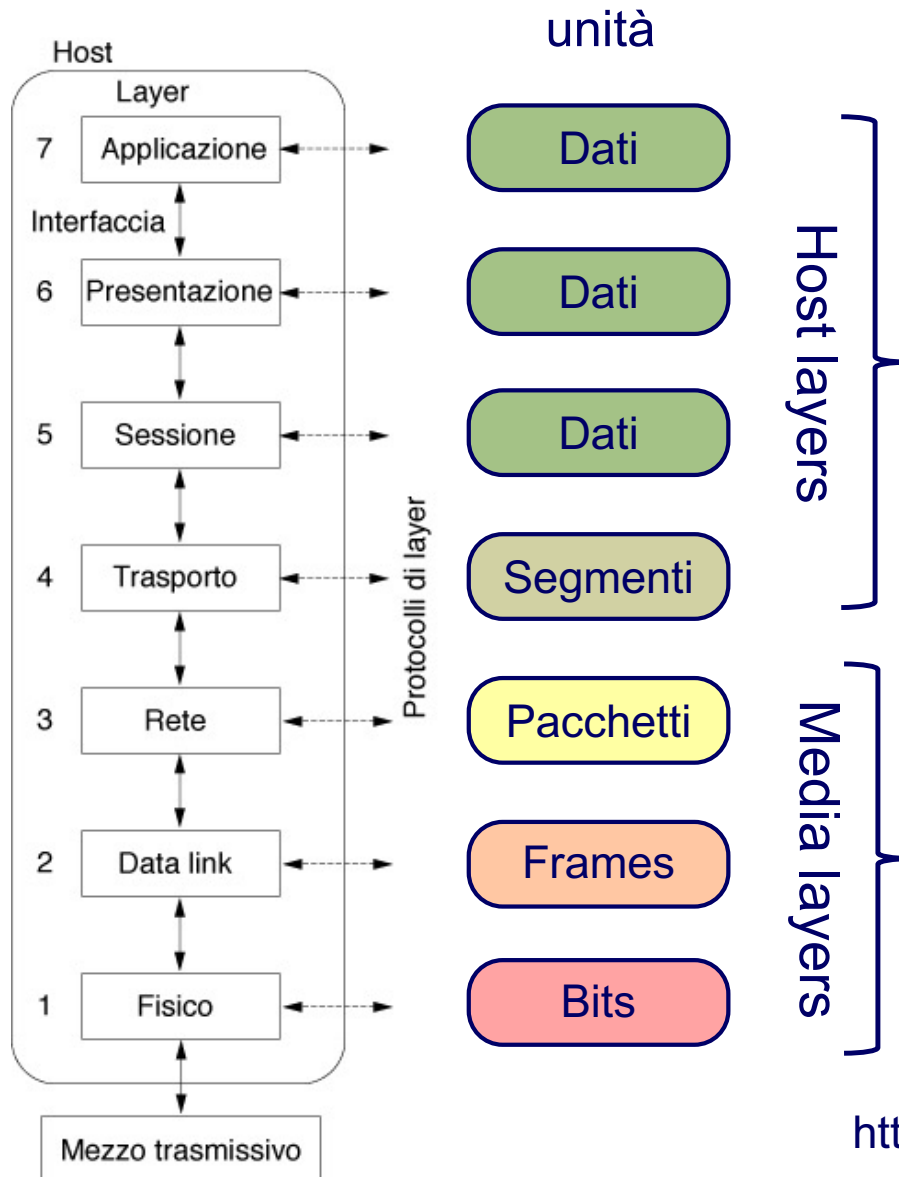 unità
Host
Layer
7 Applicazione Dati
Interfaccia
6 Presentazione Dati
5 Sessione Dati
4 Trasporto Segmenti
3 Rete Pacchetti
2 Data link Frames
1 Fisico Bits
Mezzo trasmissivo
Protocolli di layer
Host layers
Media layers
htt